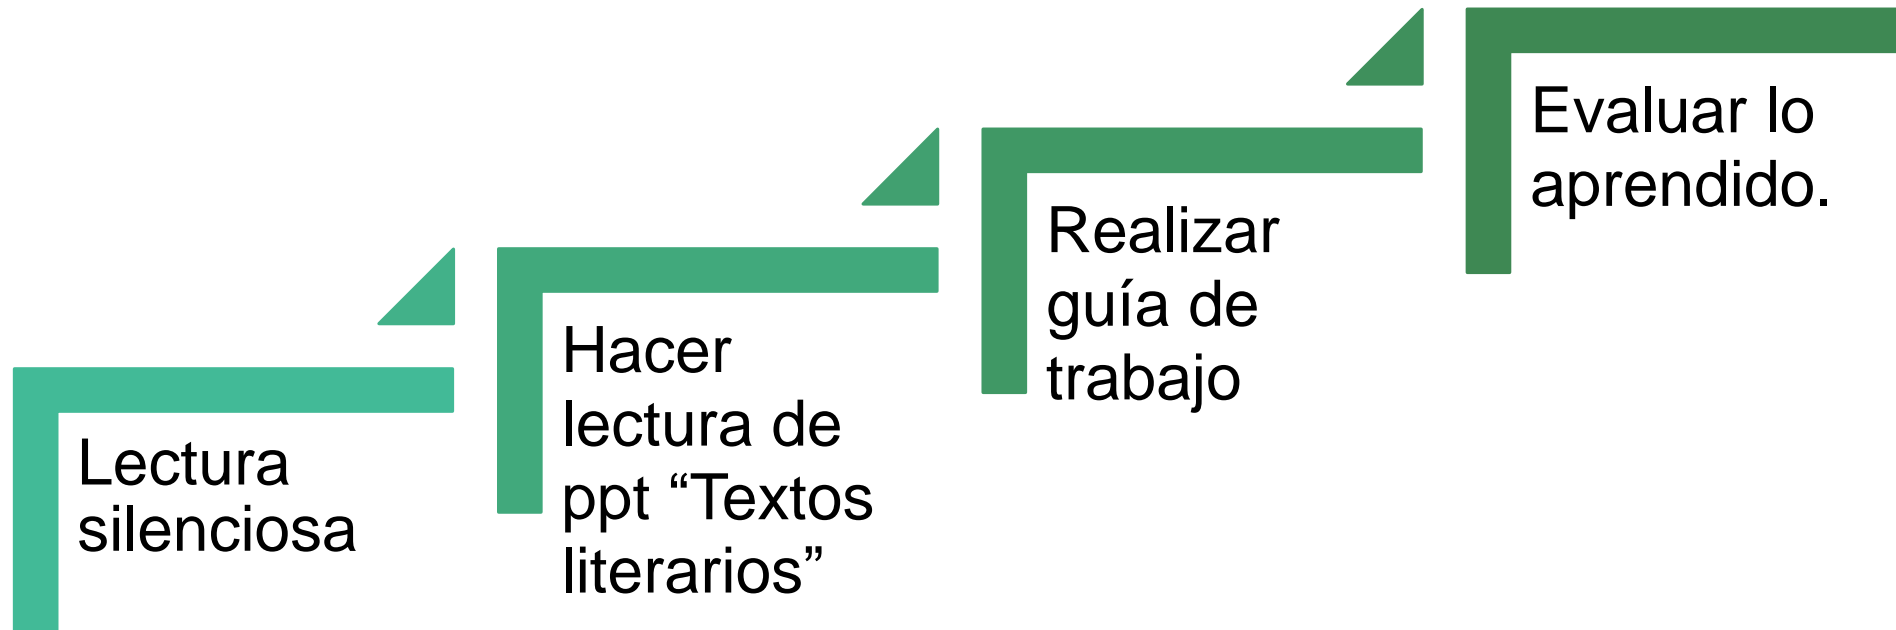 Lectura
silenciosa
Hacer
lectura de
ppt “Textos
literarios”
Realizar
guía de
trabajo
Evaluar lo
aprendido.